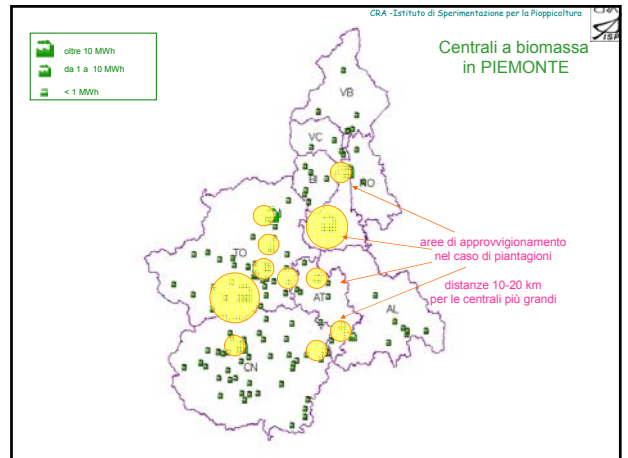 CRA -Istituto di Sperimentazione per la Pioppicoltura
CRA
ISP
oltre 10 MWh
da 1 a 10 MWh
< 1 MWh
Centrali a biomassa
in PIEMONTE
VB
VC
BI
NO
TO
aree di approvvigionamento
nel caso di piantagioni
distanze 10-20 km
per le centrali più grandi
AT
AL
CN